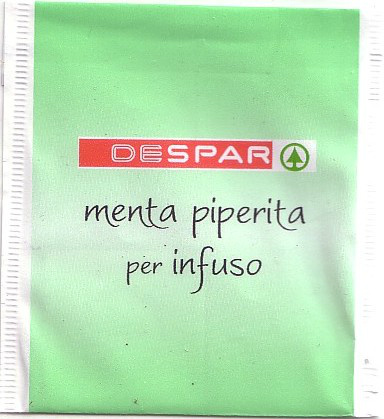 DESPAR
menta piperita
per infuso